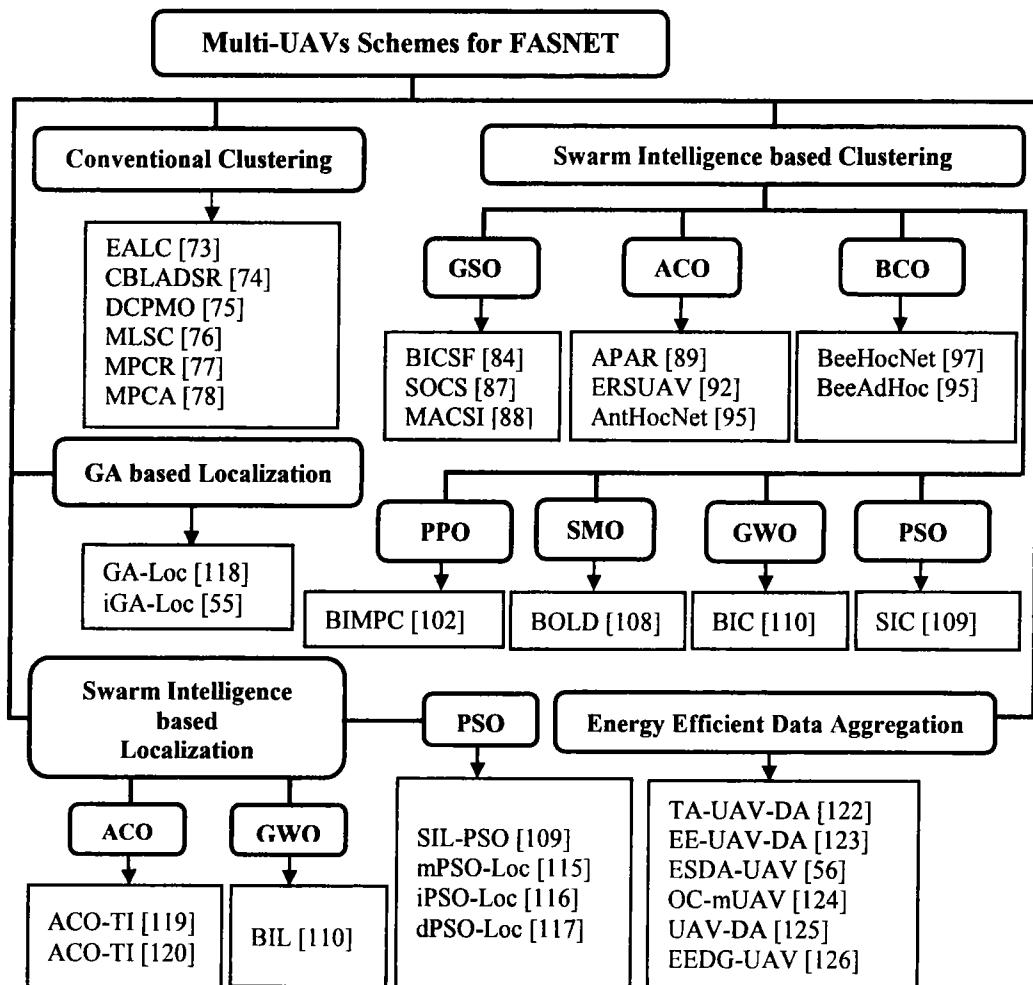 Multi-UAVs Schemes for FASNET
Conventional Clustering
Swarm Intelligence based Clustering
EALC [73]
CBLADSR [74]
DCPMO [75]
MLSC [76]
MPCR [77]
MPCA [78]
GSO
ACO
BCO
BICSF [84]
SOCS [87]
MACSI [88]
APAR [89]
ERSUAV [92]
AntHocNet [95]
BeeHocNet [97]
BeeAdHoc [95]
GA based Localization
GA-Loc [118]
iGA-Loc [55]
PPO
SMO
GWO
PSO
BIMPC [102]
BOLD [108]
BIC [110]
SIC [109]
Swarm Intelligence
based
Localization
PSO
Energy Efficient Data Aggregation
ACO
GWO
ACO-TI [119]
ACO-TI [120]
BIL [110]
SIL-PSO [109]
mPSO-Loc [115]
iPSO-Loc [116]
dPSO-Loc [117]
TA-UAV-DA [122]
EE-UAV-DA [123]
ESDA-UAV [56]
OC-mUAV [124]
UAV-DA [125]
EEDG-UAV [126]